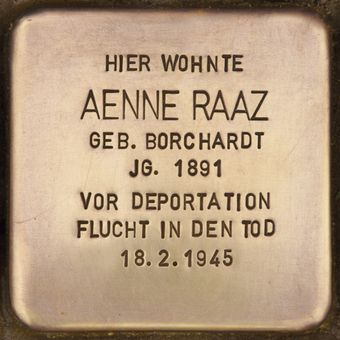 HIER WOHNTE
AENNE RAAZ
GEB. BORCHARDT
JG. 1891
VOR DEPORTATION
FLUCHT IN DEN TOD
18.2.1945